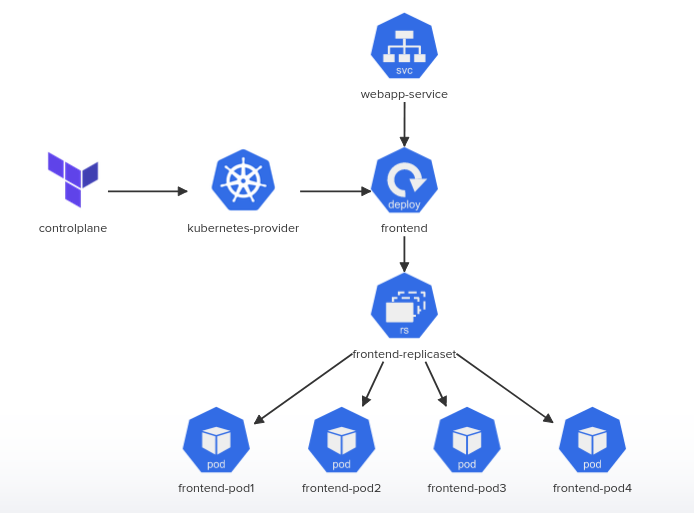 svc
webapp-service
controlplane
kubernetes-provider
deploy
frontend
rs
frontend-replicaset
pod
frontend-pod1
pod
frontend-pod2
pod
frontend-pod3
pod
frontend-pod4